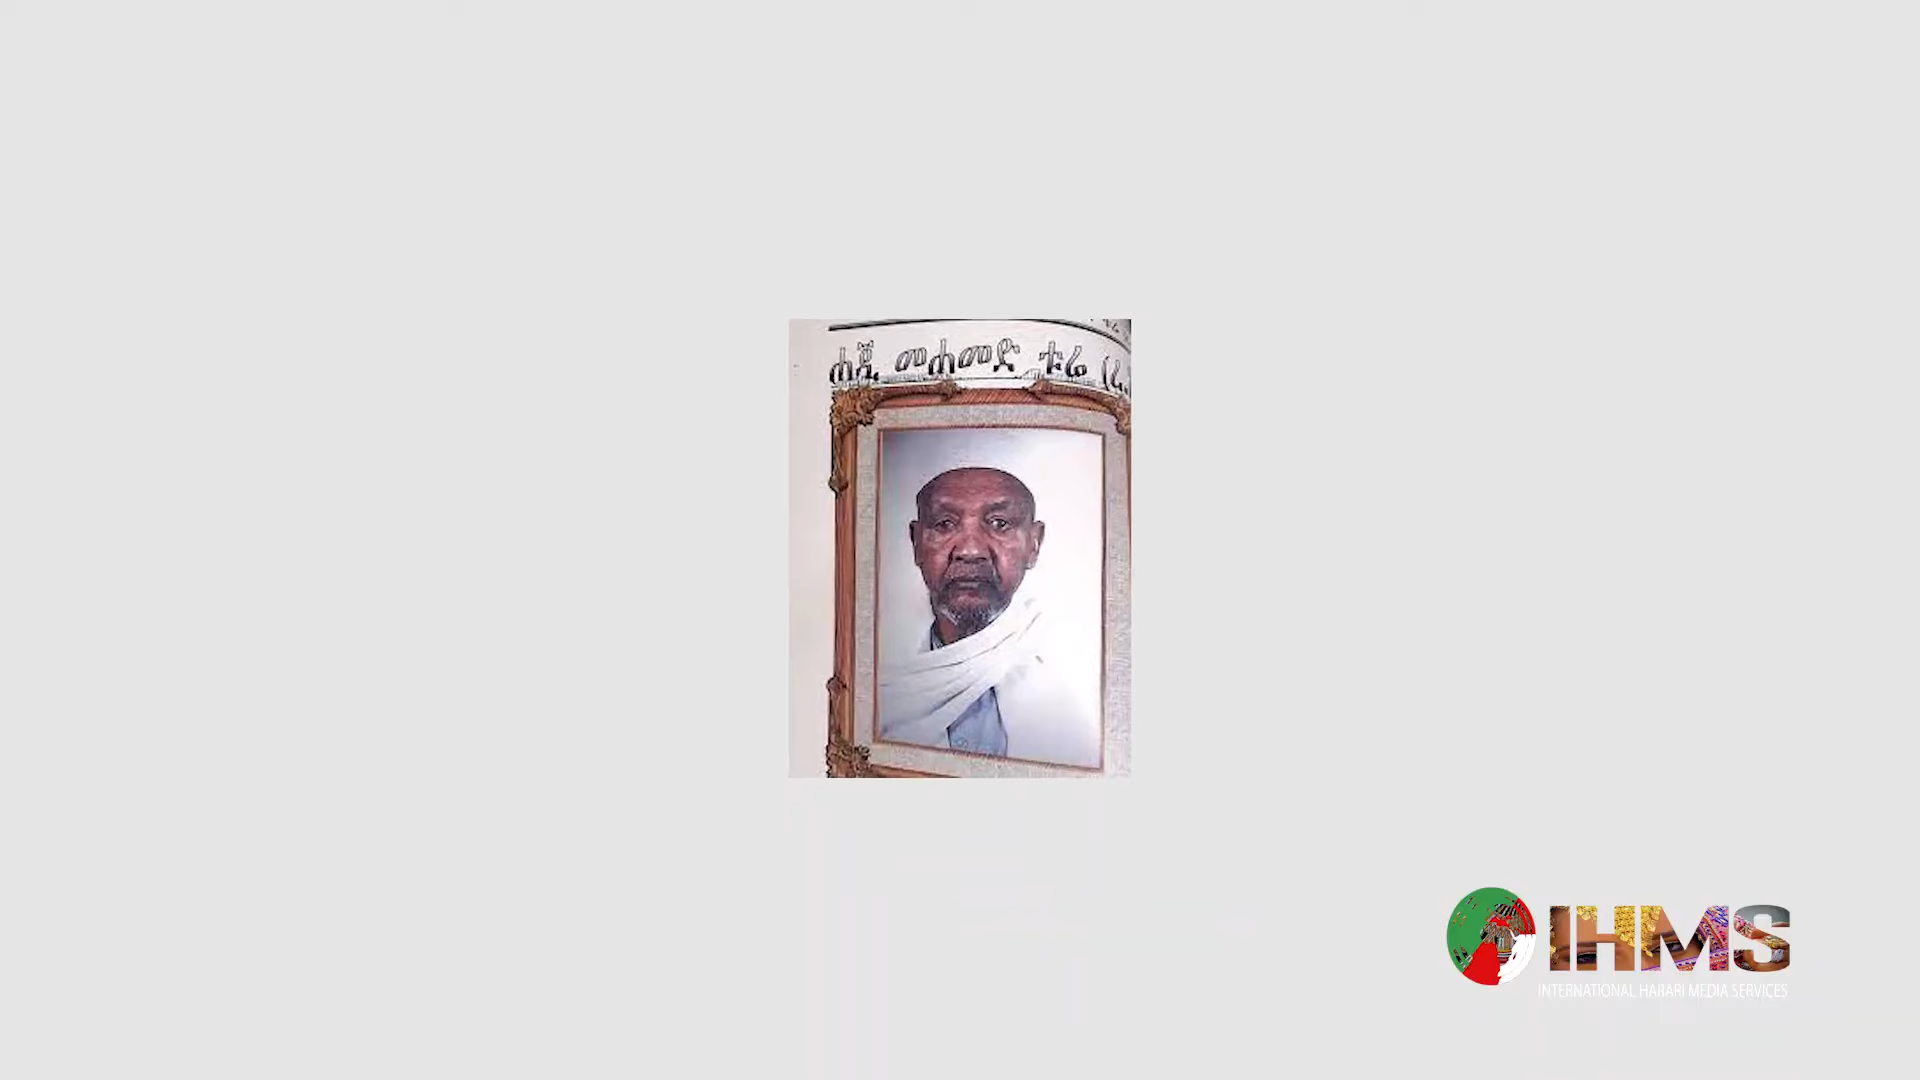 ሐጂ መሐመድ ቱሬ
IHMS
INTERNATIONAL HARARI MEDIA SERVICES